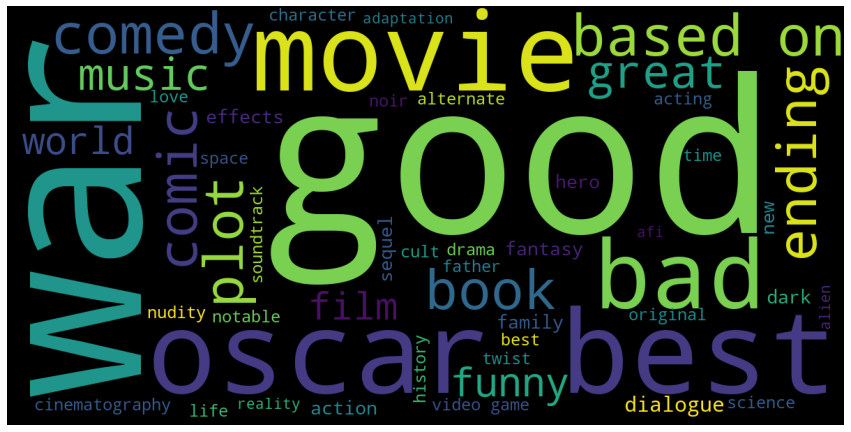 character
adaptation
comedy
movie
based on
music
great
love
noir
alternate
acting
war
world
comic
effects
good
ending
space
time
plot
hero
soundtrack
sequel
new
afi
cult
drama
fantasy
father
bad
book
dark
alien
nudity
notable
film
family
original
oscar
best
best
history
twist
funny
cinematography
life
reality
action
video game
dialogue
science